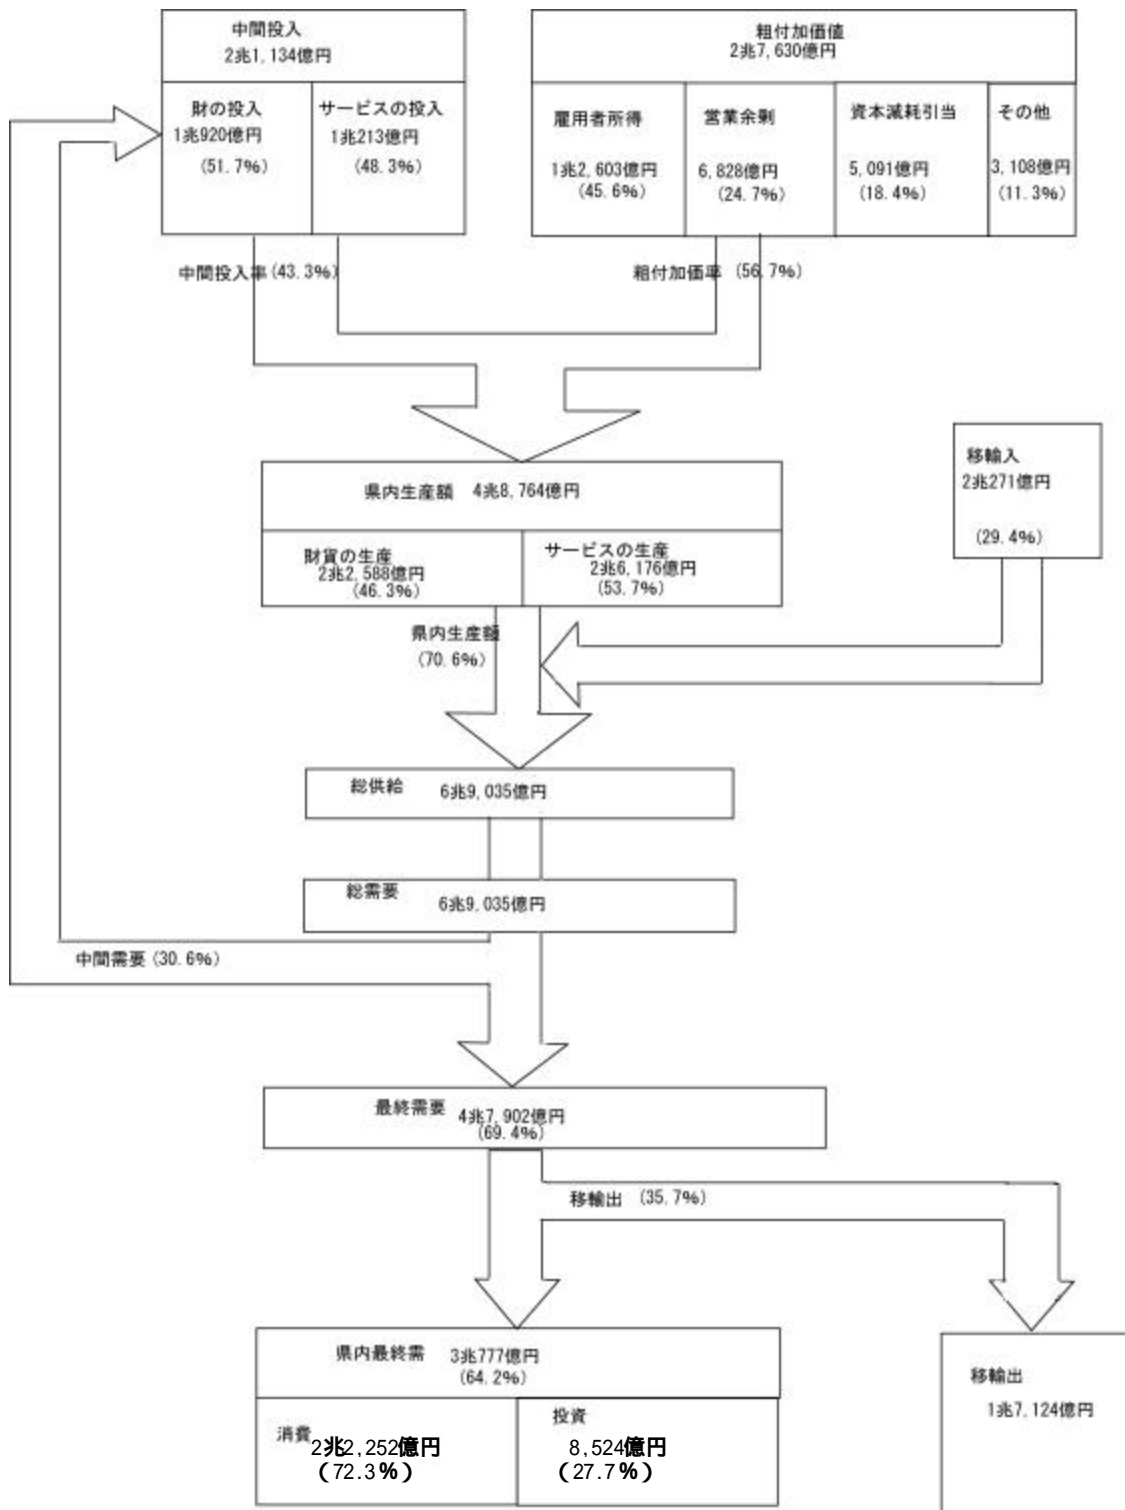 中間投入
2兆1,134億円
財の投入
1兆920億円
(51.7%)
サービスの投入
1兆213億円
(48.3%)
粗付加価値
2兆7,630億円
雇用者所得
1兆2,603億円
(45.6%)
営業余剰
6,828億円
(24.7%)
資本減耗引当
5,091億円
(18.4%)
その他
3,108億円
(11.3%)
中間投入率(43.3%)
粗付加価率 (56.7%)
県内生産額 4兆8,764億円
財貨の生産
2兆2,588億円
(46.3%)
サービスの生産
2兆6,176億円
(53.7%)
移輸入
2兆271億円
(29.4%)
県内生産額
(70.6%)
総供給 6兆9,035億円
総需要 6兆9,035億円
中間需要(30.6%)
最終需要 4兆7,902億円
(69.4%)
移輸出 (35.7%)
県内最終需 3兆777億円
(64.2%)
消費
2兆2,252億円
(72.3%)
投資
8,524億円
(27.7%)
移輸出
1兆7,124億円